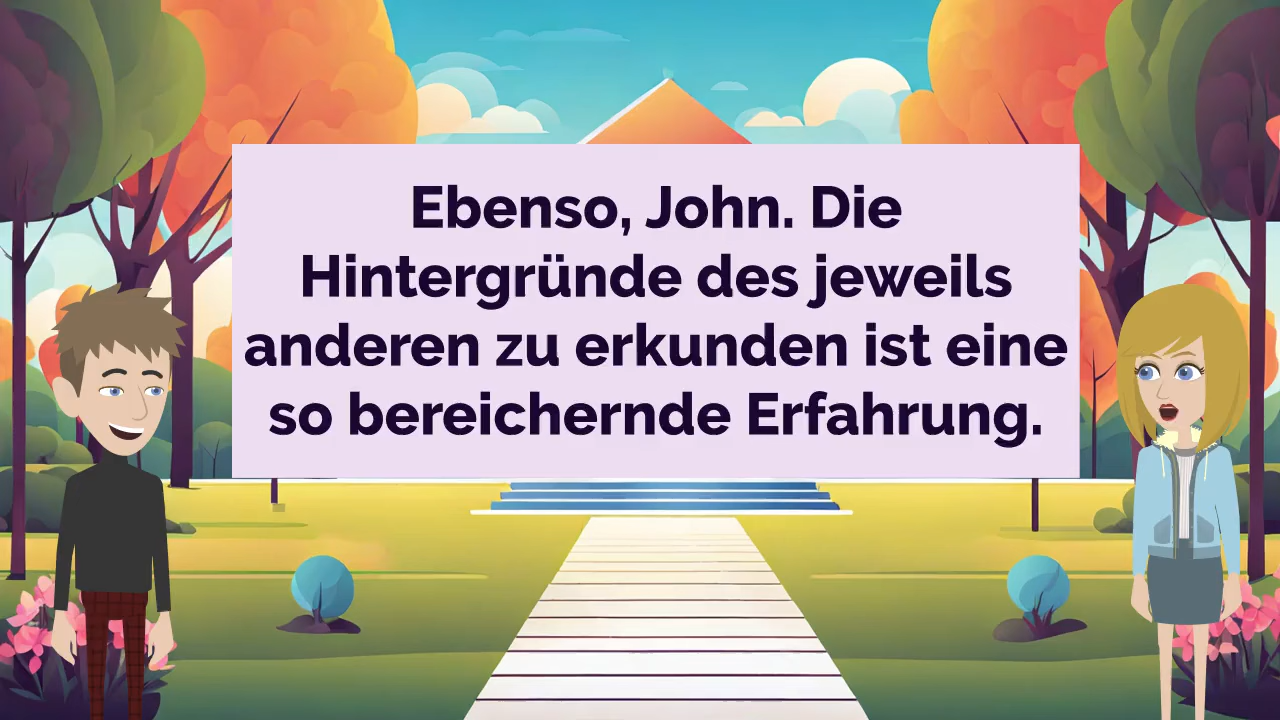 Ebenso, John. Die
Hintergründe des jeweils
anderen zu erkunden ist eine
so bereichernde Erfahrung.